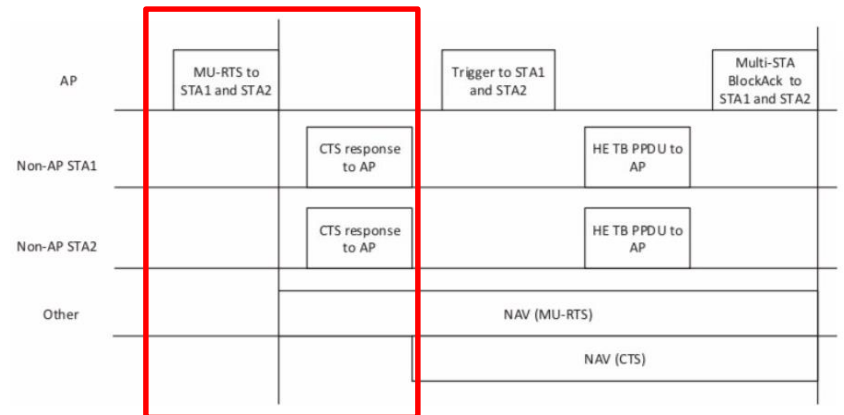 AP
MU-RTS to
STA1 and STA2
Trigger to STA1
and STA2
Multi-STA
BlockAck to
STA1 and STA2
Non-AP STA1
CTS response
to AP
HE TB PPDU to
AP
Non-AP STA2
CTS response
to AP
HE TB PPDU to
AP
Other
NAV (MU-RTS)
NAV (CTS)